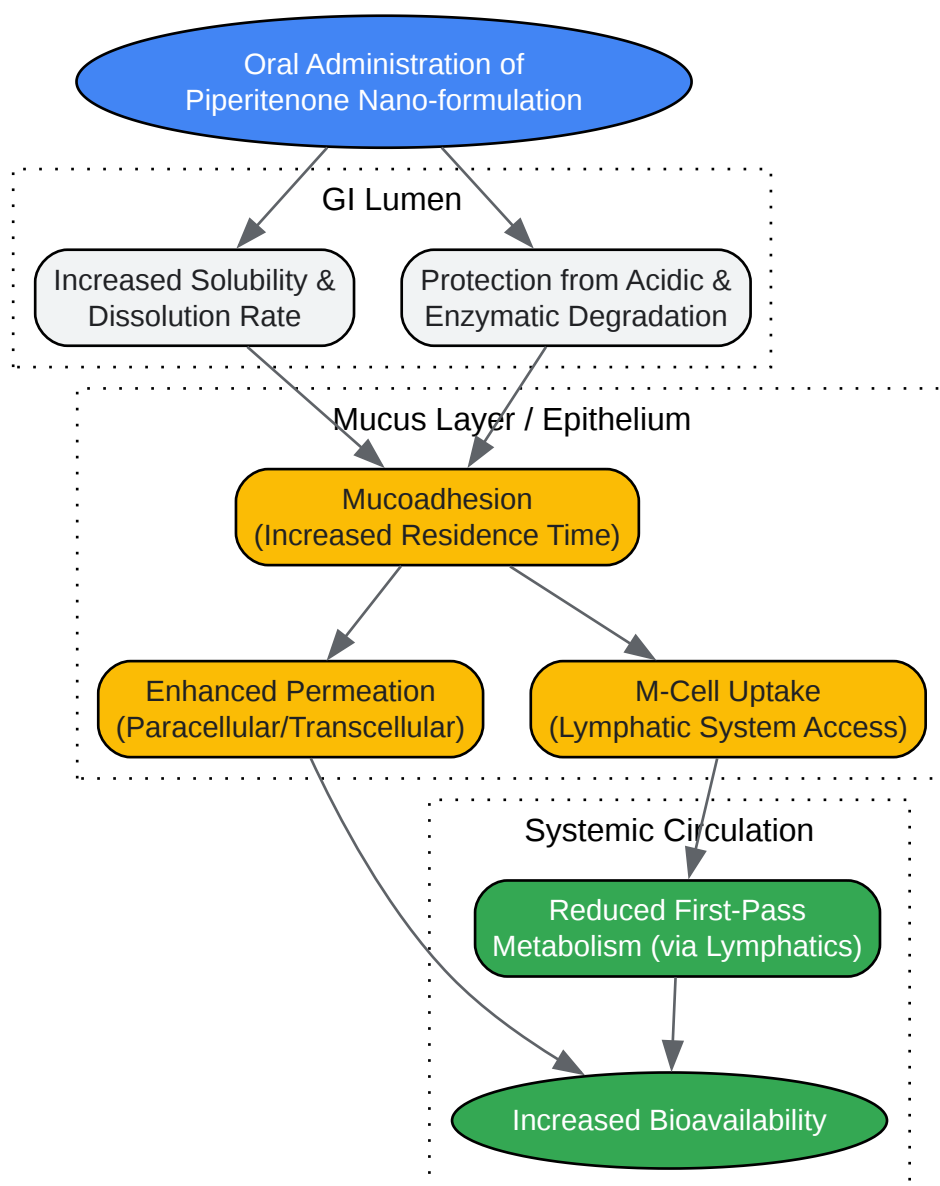 Oral Administration of
Piperitenone Nano-formulation
GI Lumen
Increased Solubility &
Dissolution Rate
Protection from Acidic &
Enzymatic Degradation
Mucus Layer / Epithelium
Mucoadhesion
(Increased Residence Time)
Enhanced Permeation
(Paracellular/Transcellular)
M-Cell Uptake
(Lymphatic System Access)
Systemic Circulation
Reduced First-Pass
Metabolism (via Lymphatics)
Increased Bioavailability